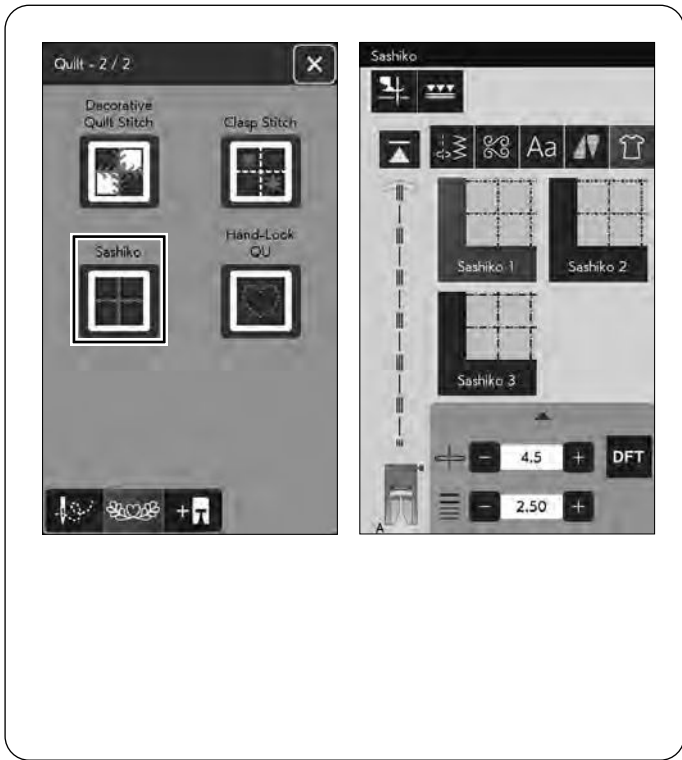 Quilt - 2 / 2
Decorative
Quilt Stitch
Clasp Stitch
Sashiko
Hand-Look
QU
Sashiko
Aa
Sashiko 1
Sashiko 2
Sashiko 3
4.5
DFT
2.50
A